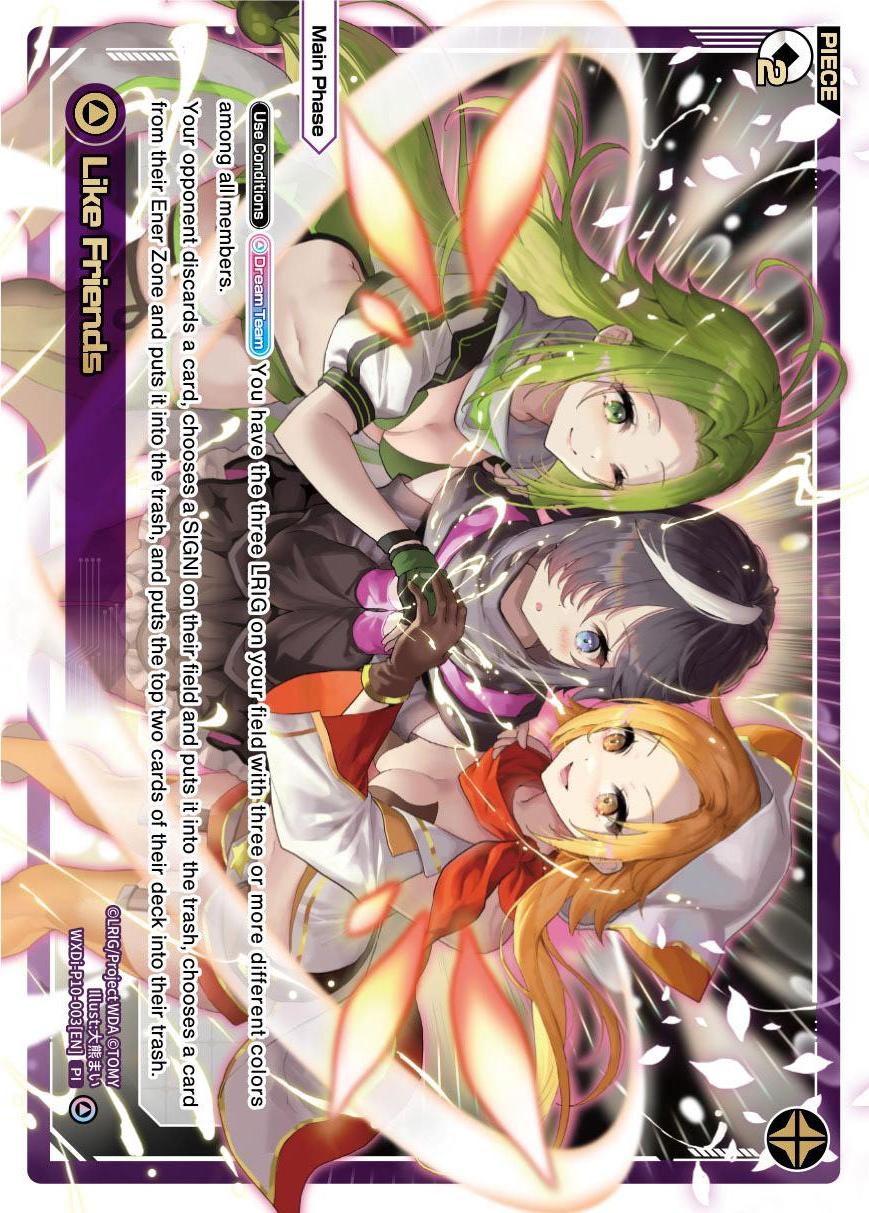 PIECE
2
Main Phase
Use Conditions Dream Team You have the three LRIG on your field with three or more different colors
among all members.
Your opponent discards a card, chooses a SIGNI on their field and puts it into the trash, chooses a card
from their Ener Zone and puts it into the trash, and puts the top two cards of their deck into their trash.
Like Friends
©LRIG/Project WDA ©TOMY
Illust:大熊まい
WXDi-P10-003[EN] PI